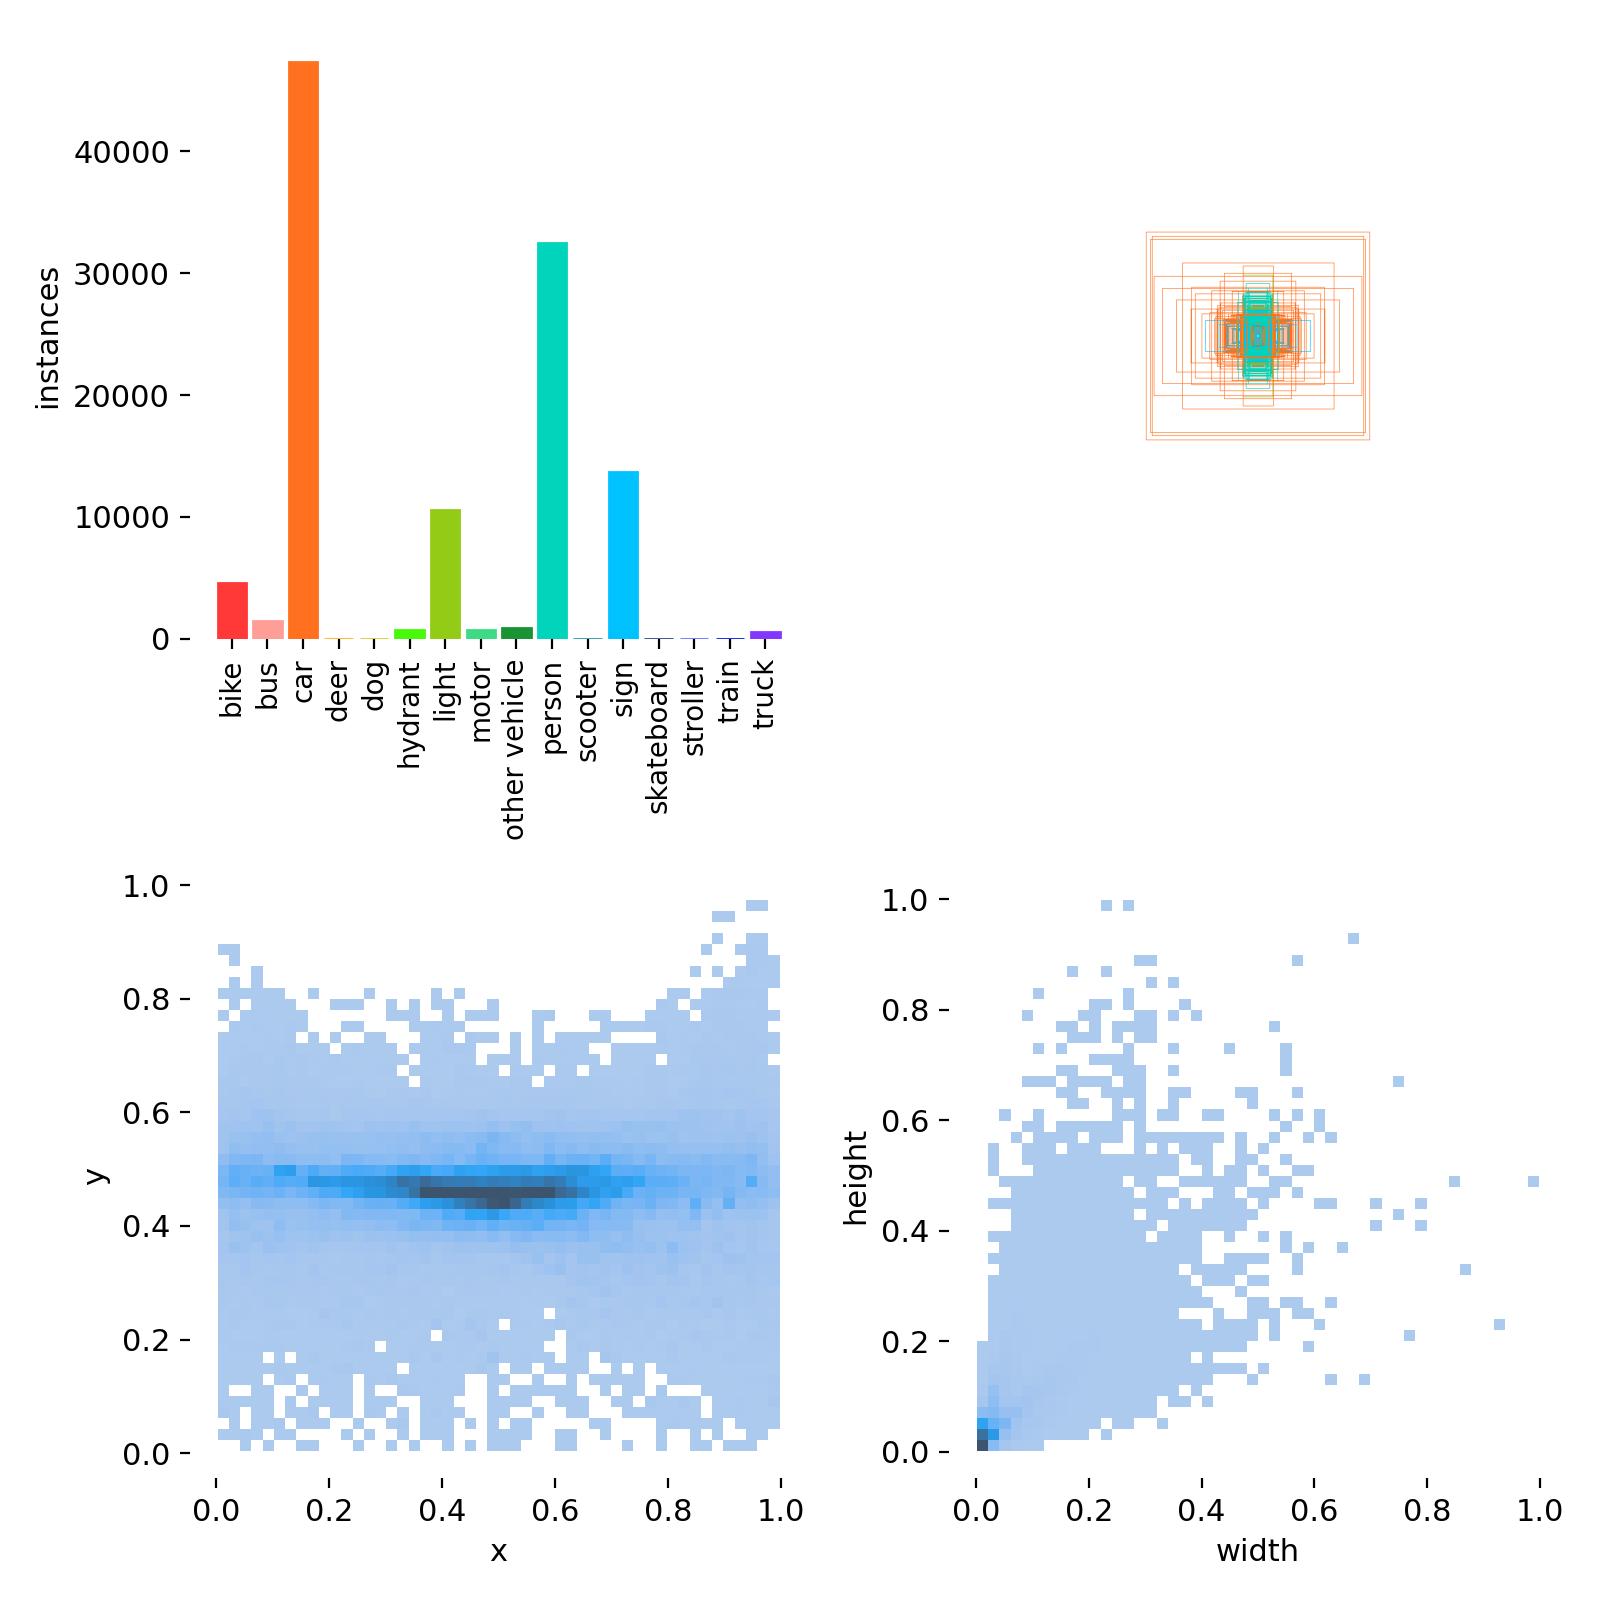 instances
40000
30000
20000
10000
0
bike
bus
car
deer
dog
hydrant
light
motor
other vehicle
person
scooter
sign
skateboard
stroller
train
truck
y
1.0
0.8
0.6
0.4
0.2
0.0
0.0 0.2 0.4 0.6 0.8 1.0
x
height
1.0
0.8
0.6
0.4
0.2
0.0
0.0 0.2 0.4 0.6 0.8 1.0
width